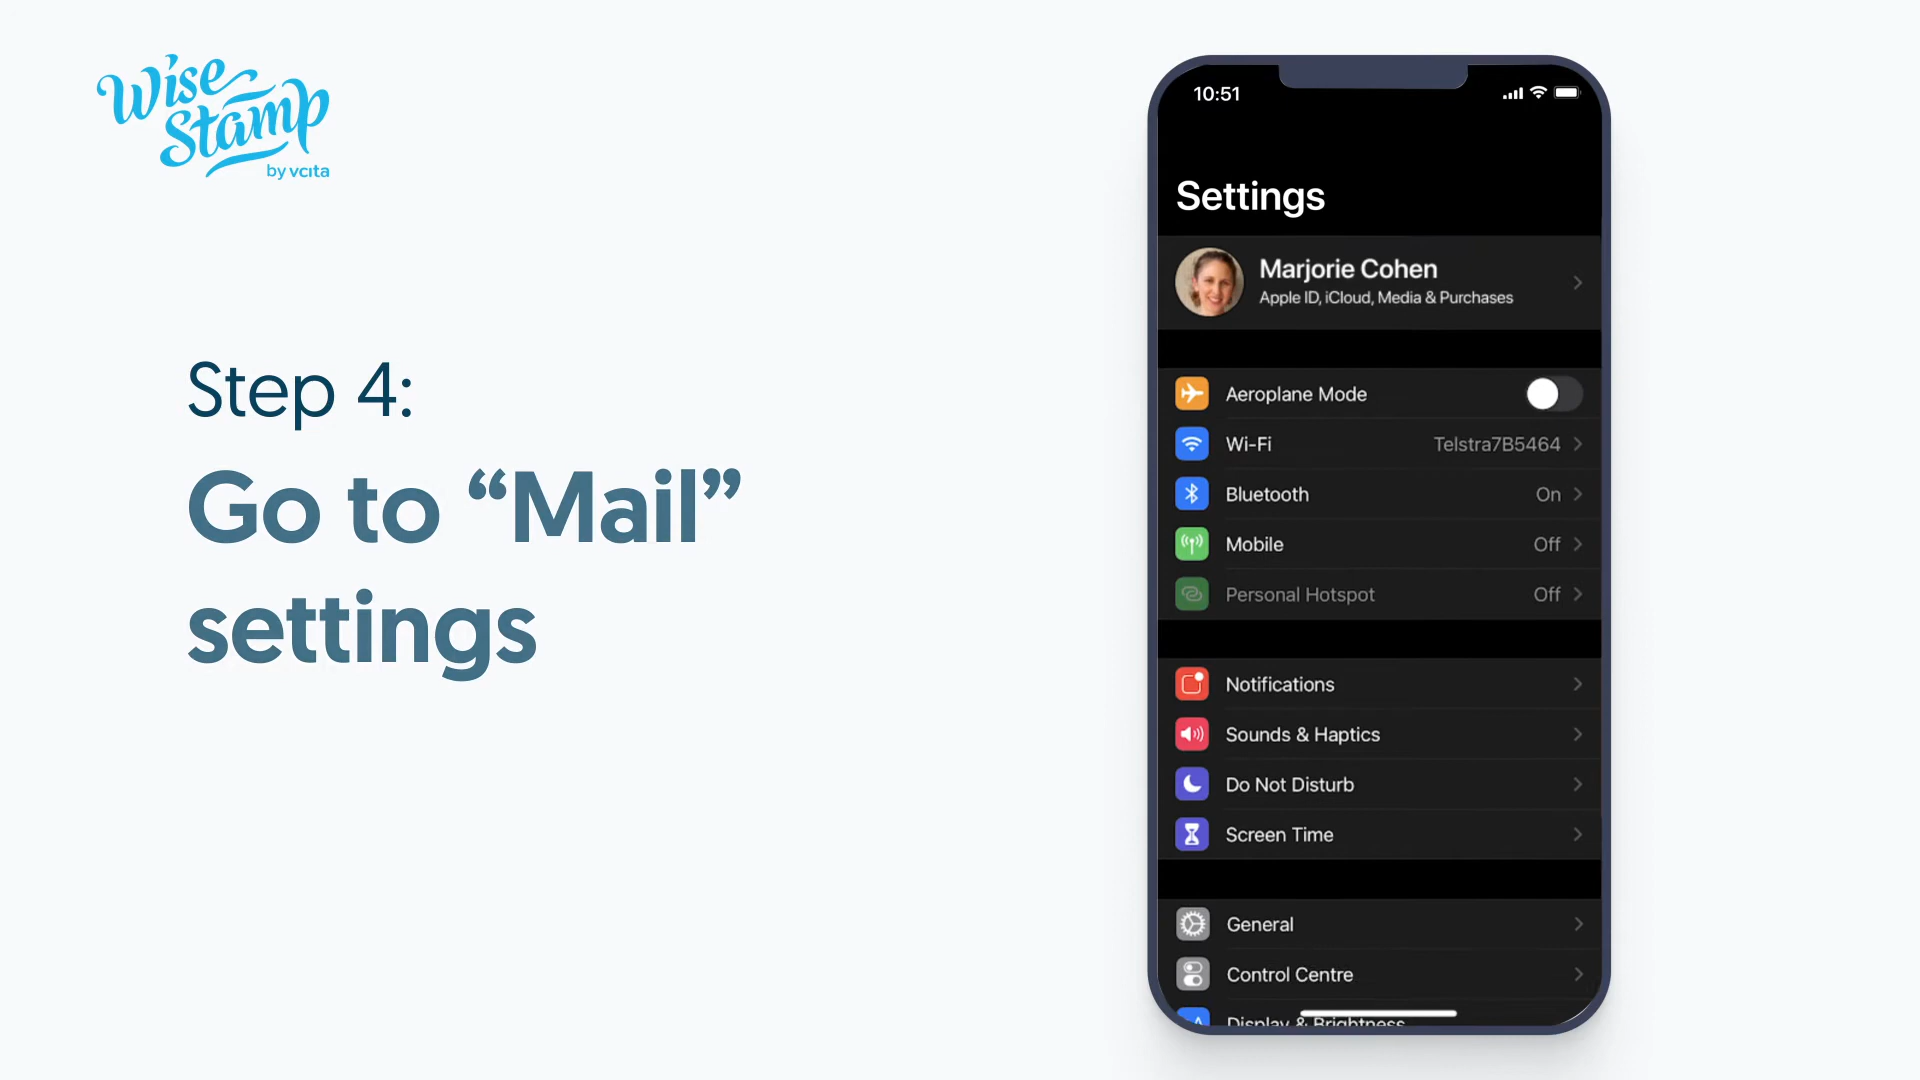 Wise
Stamp
by vcita
Step 4:
Go to “Mail”
settings
10:51
Settings
Marjorie Cohen
Apple ID, iCloud, Media & Purchases
Aeroplane Mode
Wi-Fi Telstra7B5464
Bluetooth On
Mobile Off
Personal Hotspot Off
Notifications
Sounds & Haptics
Do Not Disturb
Screen Time
General
Control Centre
Display & Brightness